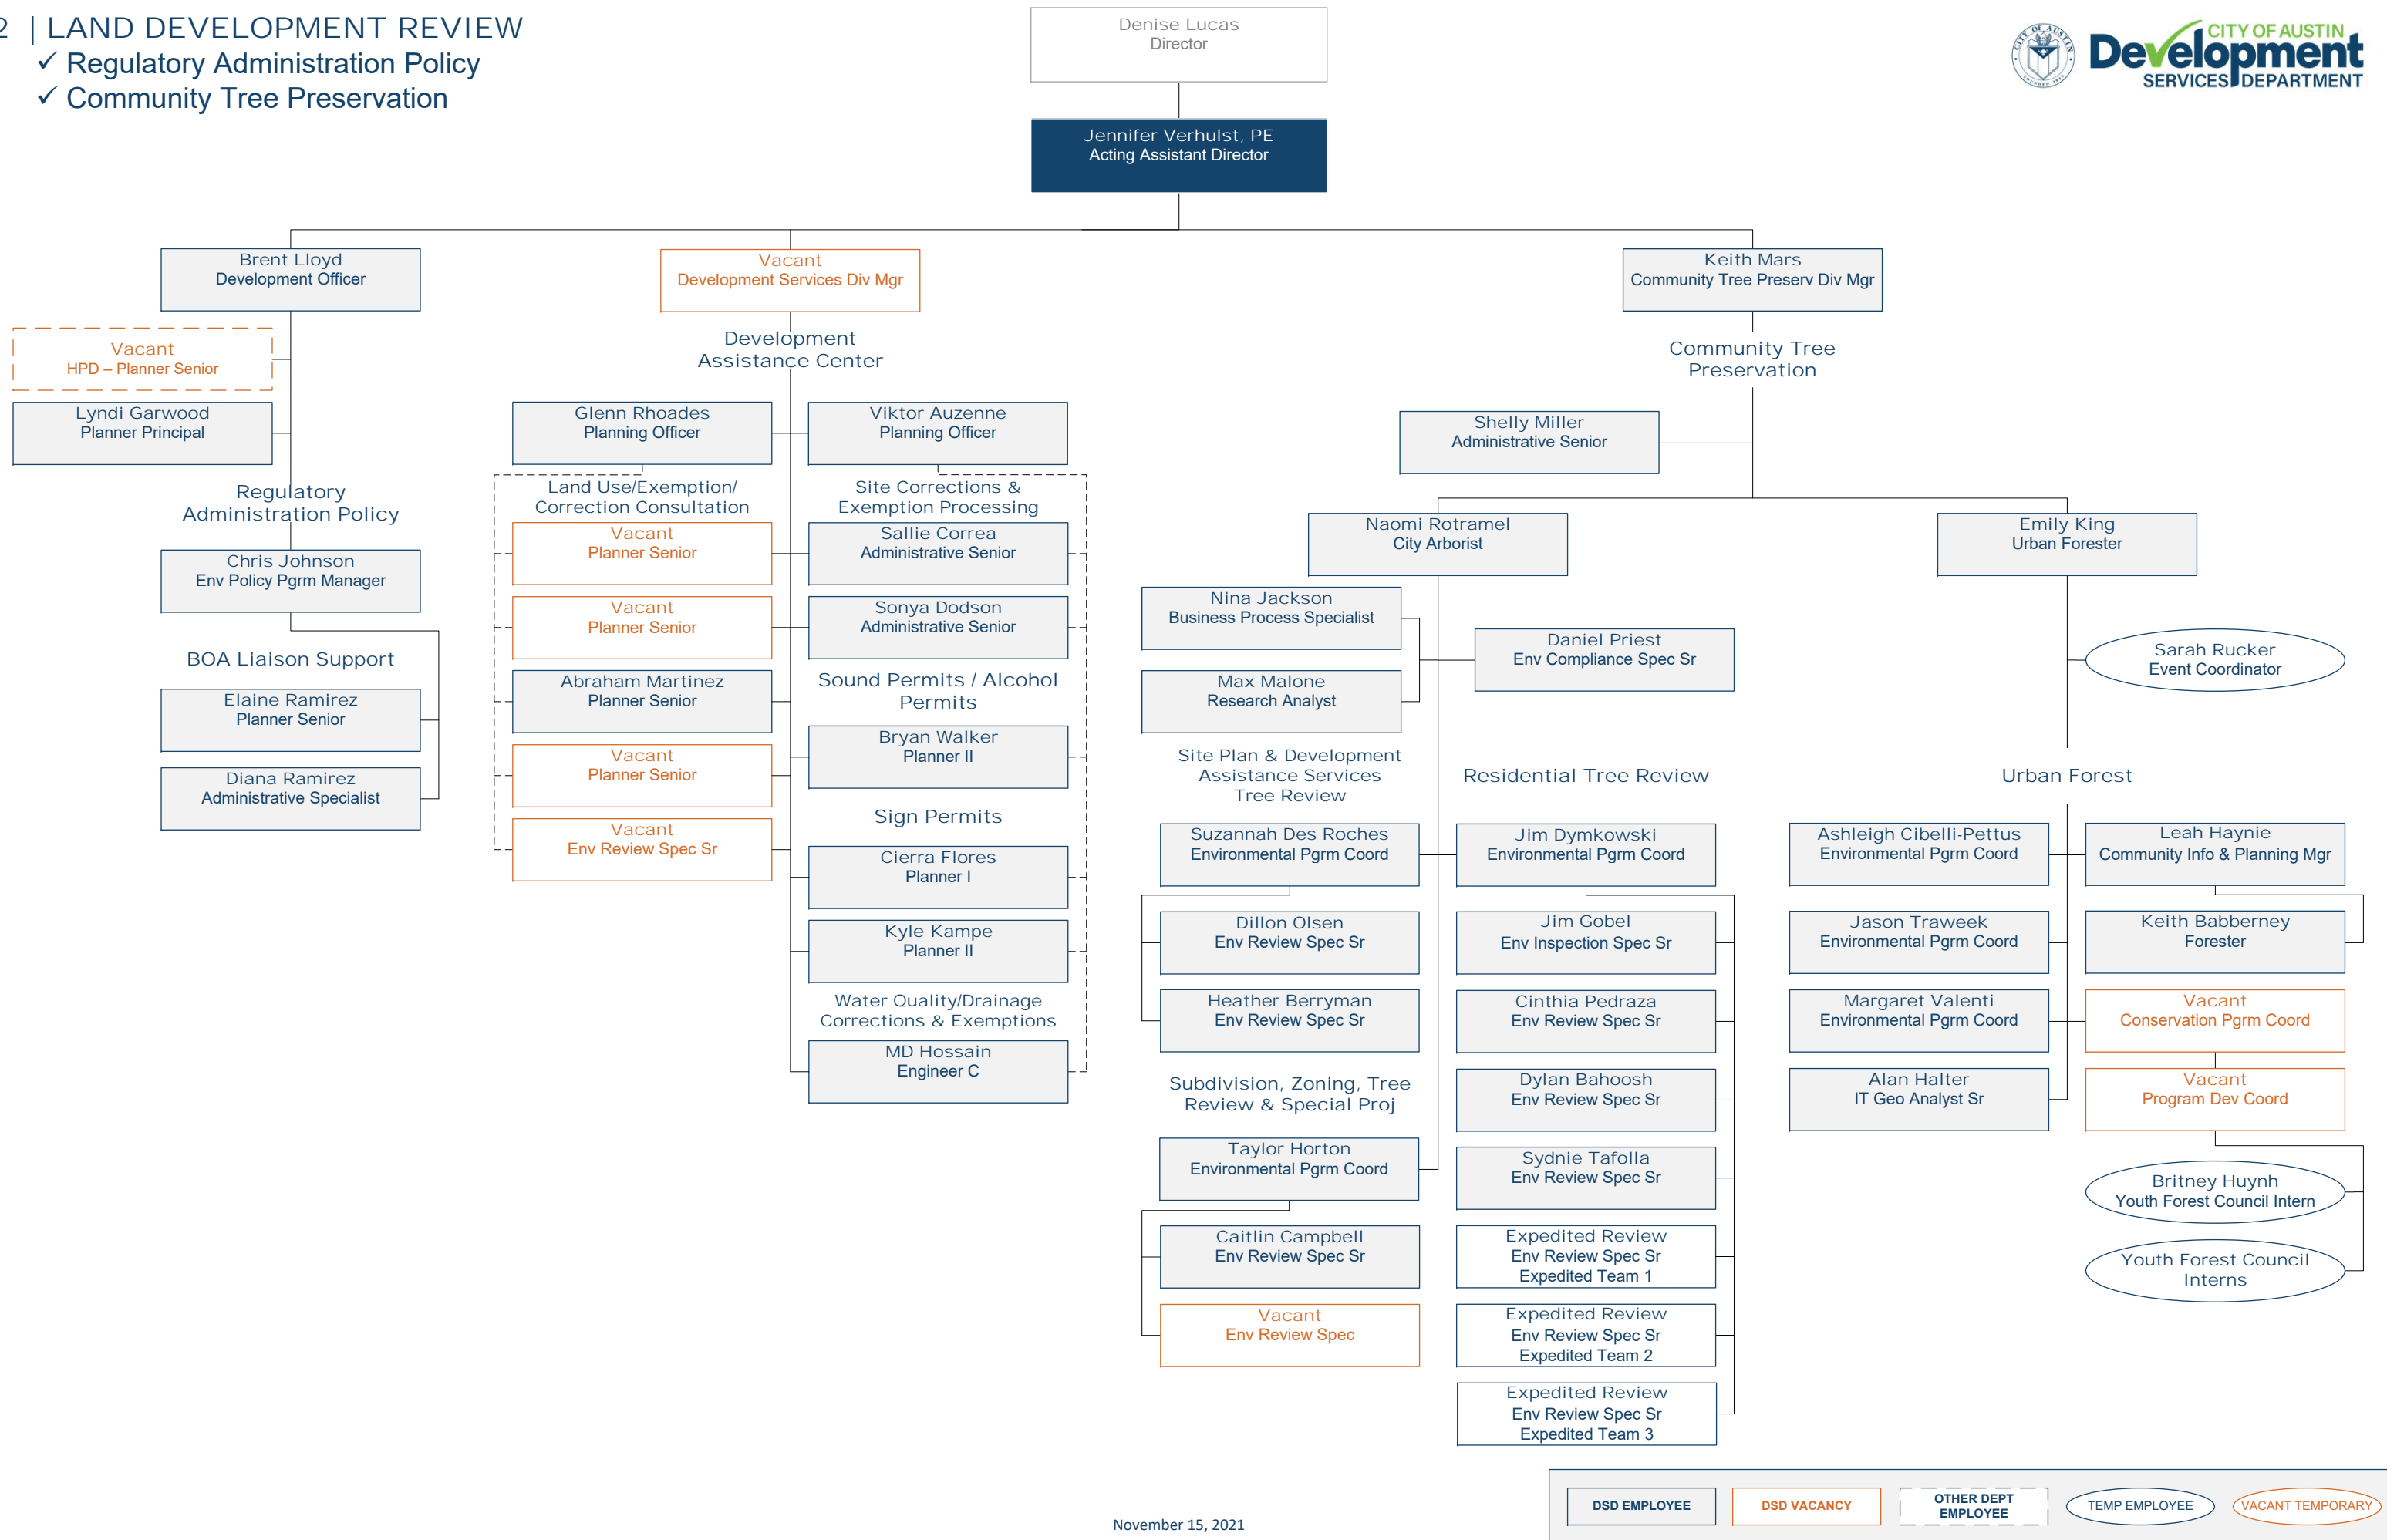 2 | LAND DEVELOPMENT REVIEW
✓ Regulatory Administration Policy
✓ Community Tree Preservation
CITY OF AUSTIN
Development
SERVICES DEPARTMENT
CITY OF AUSTIN
FOUNDED 1839
Denise Lucas
Director
Jennifer Verhulst, PE
Acting Assistant Director
Brent Lloyd
Development Officer
Vacant
HPD – Planner Senior
Lyndi Garwood
Planner Principal
Regulatory
Administration Policy
Chris Johnson
Env Policy Pgrm Manager
BOA Liaison Support
Elaine Ramirez
Planner Senior
Diana Ramirez
Administrative Specialist
Vacant
Development Services Div Mgr
Development
Assistance Center
Glenn Rhoades
Planning Officer
Land Use/Exemption/
Correction Consultation
Vacant
Planner Senior
Vacant
Planner Senior
Abraham Martinez
Planner Senior
Vacant
Planner Senior
Vacant
Env Review Spec Sr
Viktor Auzenne
Planning Officer
Site Corrections &
Exemption Processing
Sallie Correa
Administrative Senior
Sonya Dodson
Administrative Senior
Sound Permits / Alcohol
Permits
Bryan Walker
Planner II
Sign Permits
Cierra Flores
Planner I
Kyle Kampe
Planner II
Water Quality/Drainage
Corrections & Exemptions
MD Hossain
Engineer C
Keith Mars
Community Tree Preserv Div Mgr
Community Tree
Preservation
Shelly Miller
Administrative Senior
Naomi Rotramel
City Arborist
Nina Jackson
Business Process Specialist
Daniel Priest
Env Compliance Spec Sr
Max Malone
Research Analyst
Site Plan & Development
Assistance Services
Tree Review
Suzannah Des Roches
Environmental Pgrm Coord
Dillon Olsen
Env Review Spec Sr
Heather Berryman
Env Review Spec Sr
Subdivision, Zoning, Tree
Review & Special Proj
Taylor Horton
Environmental Pgrm Coord
Caitlin Campbell
Env Review Spec Sr
Vacant
Env Review Spec
Residential Tree Review
Jim Dymkowski
Environmental Pgrm Coord
Jim Gobel
Env Inspection Spec Sr
Cinthia Pedraza
Env Review Spec Sr
Dylan Bahoosh
Env Review Spec Sr
Sydnie Tafolla
Env Review Spec Sr
Expedited Review
Env Review Spec Sr
Expedited Team 1
Expedited Review
Env Review Spec Sr
Expedited Team 2
Expedited Review
Env Review Spec Sr
Expedited Team 3
Emily King
Urban Forester
Sarah Rucker
Event Coordinator
Urban Forest
Ashleigh Cibelli-Pettus
Environmental Pgrm Coord
Jason Traweek
Environmental Pgrm Coord
Margaret Valenti
Environmental Pgrm Coord
Alan Halter
IT Geo Analyst Sr
Leah Haynie
Community Info & Planning Mgr
Keith Babberney
Forester
Vacant
Conservation Pgrm Coord
Vacant
Program Dev Coord
Britney Huynh
Youth Forest Council Intern
Youth Forest Council
Interns
DSD EMPLOYEE
DSD VACANCY
OTHER DEPT
EMPLOYEE
TEMP EMPLOYEE
VACANT TEMPORARY
November 15, 2021